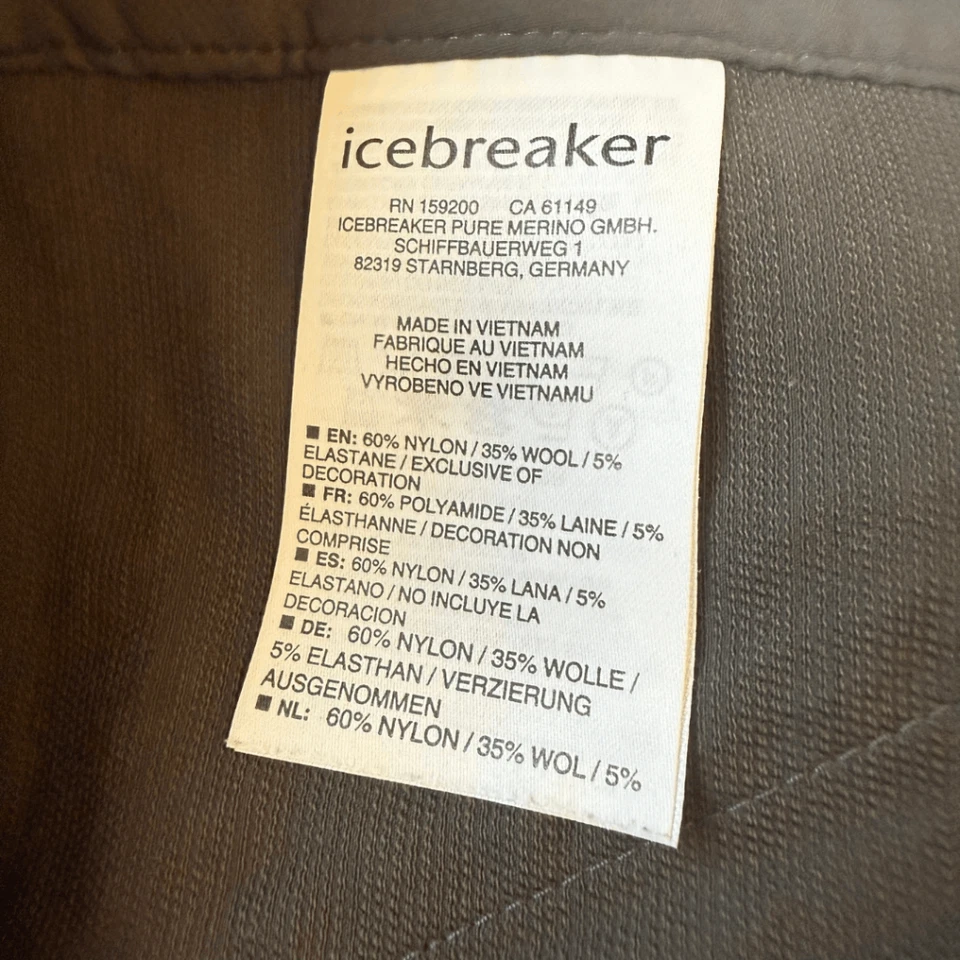 icebreaker
RN 159200 CA 61149
ICEBREAKER PURE MERINO GMBH.
SCHIFFBAUERWEG 1
82319 STARNBERG, GERMANY
MADE IN VIETNAM
FABRIQUE AU VIETNAM
HECHO EN VIETNAM
VYROBENO VE VIETNAMU
■ EN: 60% NYLON / 35% WOOL / 5%
ELASTANE / EXCLUSIVE OF
DECORATION
■ FR: 60% POLYAMIDE / 35% LAINE / 5%
ÉLASTHANNE / DECORATION NON
COMPRISE
■ ES: 60% NYLON / 35% LANA / 5%
ELASTANO / NO INCLUYE LA
DECORACION
■ DE: 60% NYLON / 35% WOLLE /
5% ELASTHAN / VERZIERUNG
AUSGENOMMEN
■ NL: 60% NYLON / 35% WOL / 5%